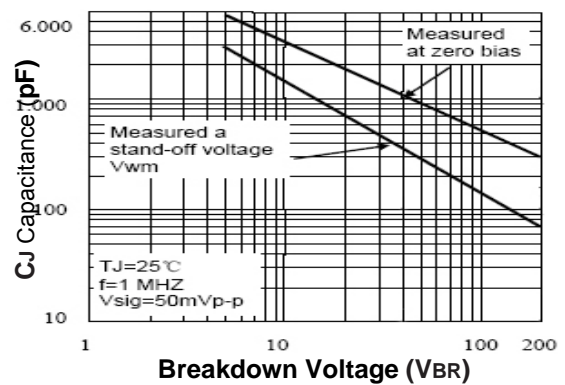 6.000
1.000
100
10
CJ Capacitance (pF)
Measured
at zero bias
Measured a
stand-off voltage
Vwm
TJ=25℃
f=1 MHZ
Vsig=50mVp-p
1 10 100 200
Breakdown Voltage (VBR)